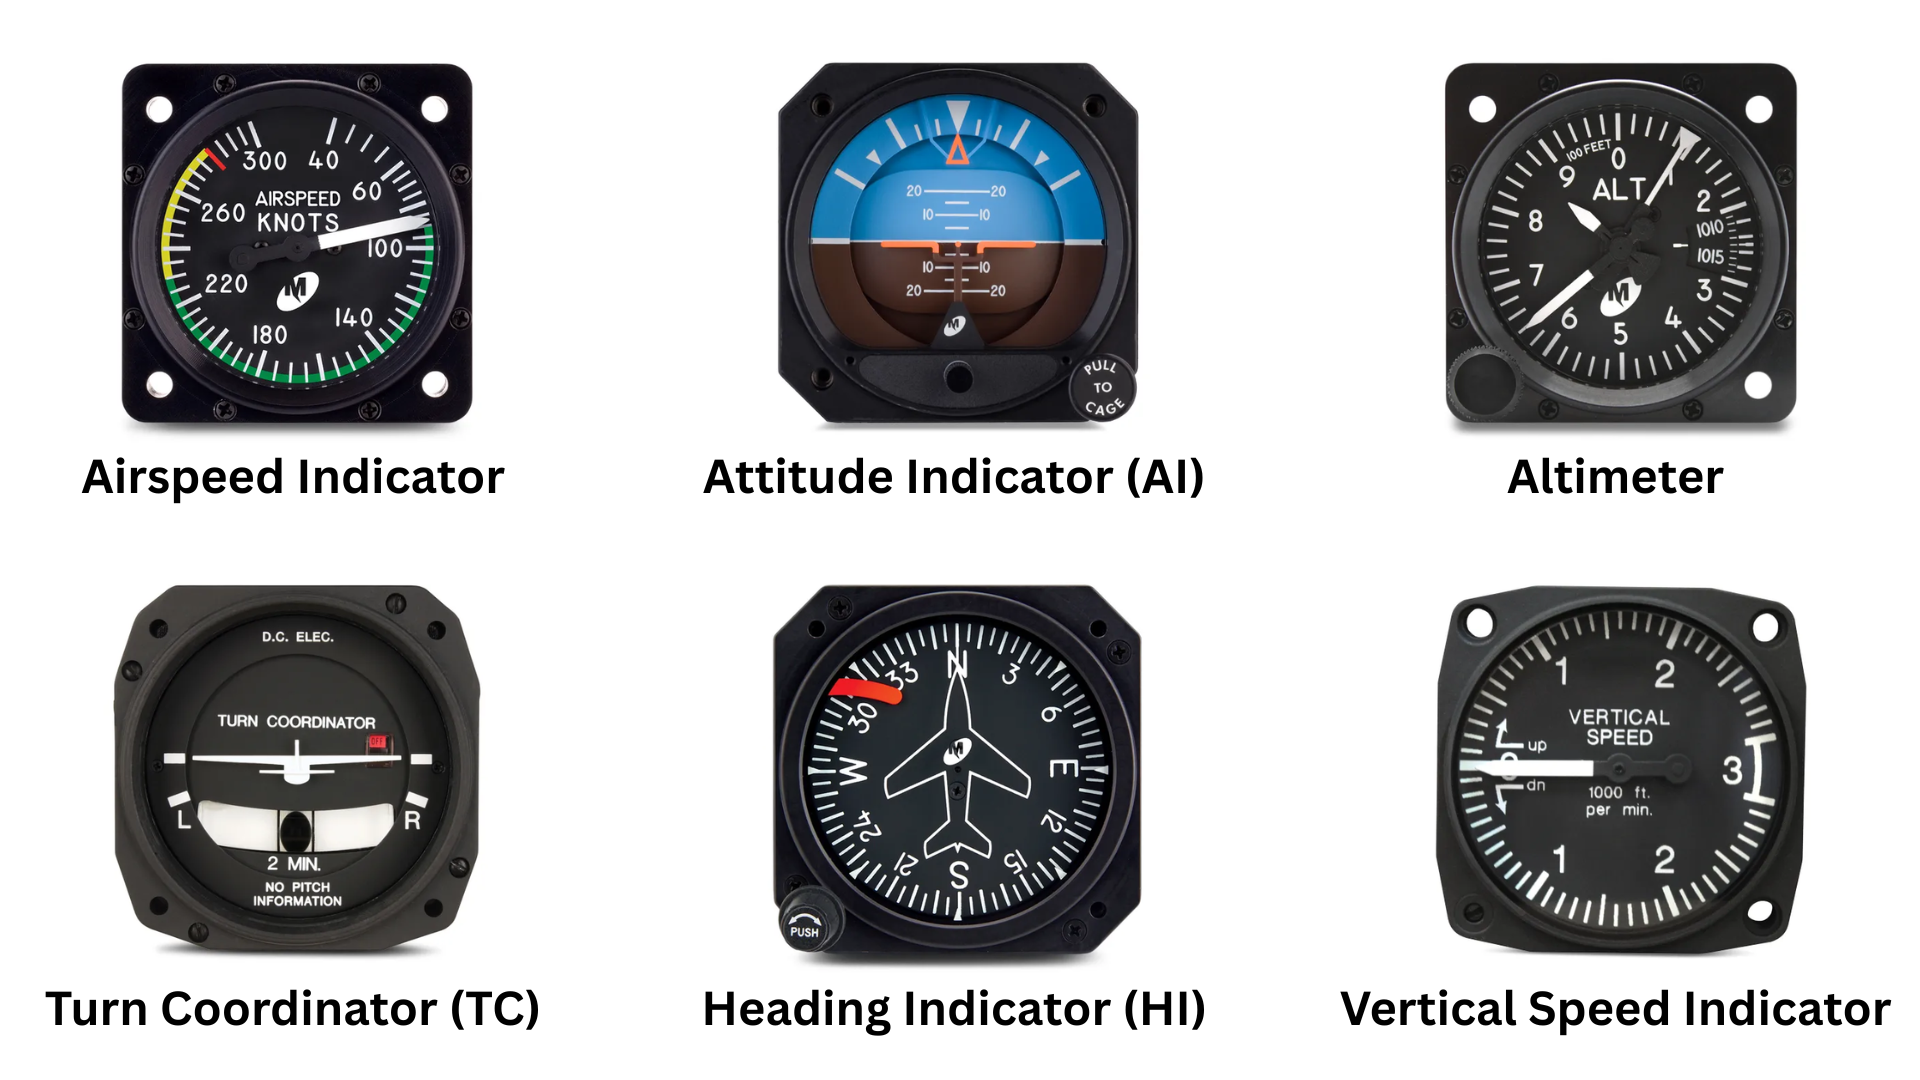 300 40
AIRSPEED 60
260 KNOTS
100
220
140
180
Airspeed Indicator
20 20
10 10
10 10
20 20
PULL
TO
CAGE
Attitude Indicator (AI)
100 FEET 0
9 1
ALT 2
8 1010
1015
7 3
6 4
5
Altimeter
D.C. ELEC.
TURN COORDINATOR
OFF
L R
2 MIN.
NO PITCH
INFORMATION
Turn Coordinator (TC)
N
33 3
30 6
W E
24 12
21 15
S
PUSH
Heading Indicator (HI)
1 2
VERTICAL
SPEED
up
0 3
dn 1000 ft.
per min.
1 2
Vertical Speed Indicator